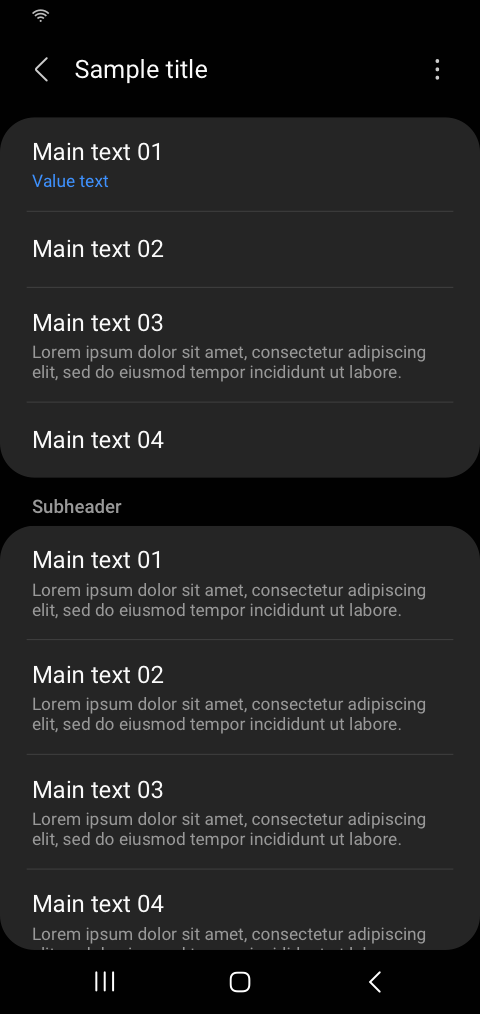 Sample title
Main text 01
Value text
Main text 02
Main text 03
Lorem ipsum dolor sit amet, consectetur adipiscing
elit, sed do eiusmod tempor incididunt ut labore.
Main text 04
Subheader
Main text 01
Lorem ipsum dolor sit amet, consectetur adipiscing
elit, sed do eiusmod tempor incididunt ut labore.
Main text 02
Lorem ipsum dolor sit amet, consectetur adipiscing
elit, sed do eiusmod tempor incididunt ut labore.
Main text 03
Lorem ipsum dolor sit amet, consectetur adipiscing
elit, sed do eiusmod tempor incididunt ut labore.
Main text 04
Lorem ipsum dolor sit amet, consectetur adipiscing